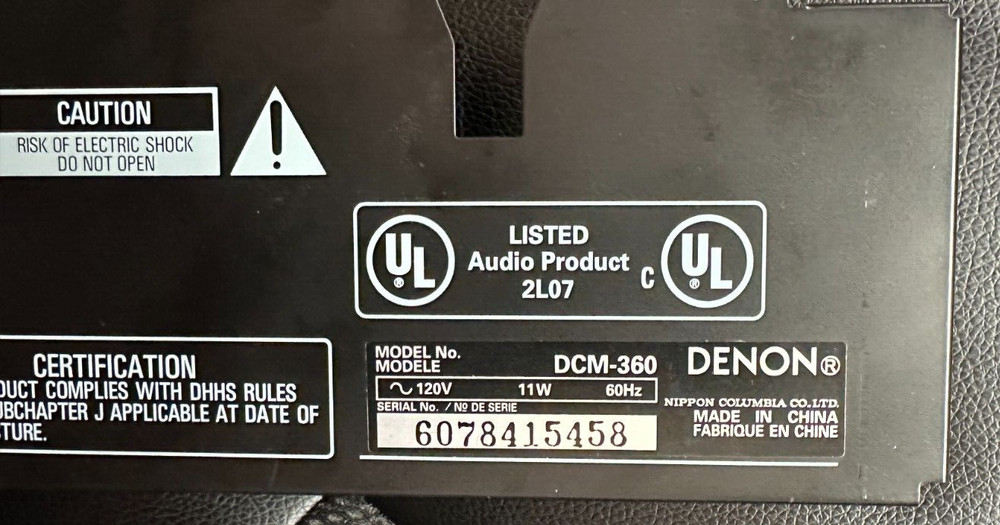 CAUTION
RISK OF ELECTRIC SHOCK
DO NOT OPEN
UL®
LISTED
Audio Product
2L07
C UL®
CERTIFICATION
COMPLIES WITH DHHS RULES
J APPLICABLE AT DATE OF
MODEL No.
MODELE
DCM-360
~ 120V 11W 60Hz
SERIAL No. / Nº DE SERIE
6078415458
DENON®
NIPPON COLUMBIA CO.LTD.
MADE IN CHINA
FABRIQUE EN CHINE